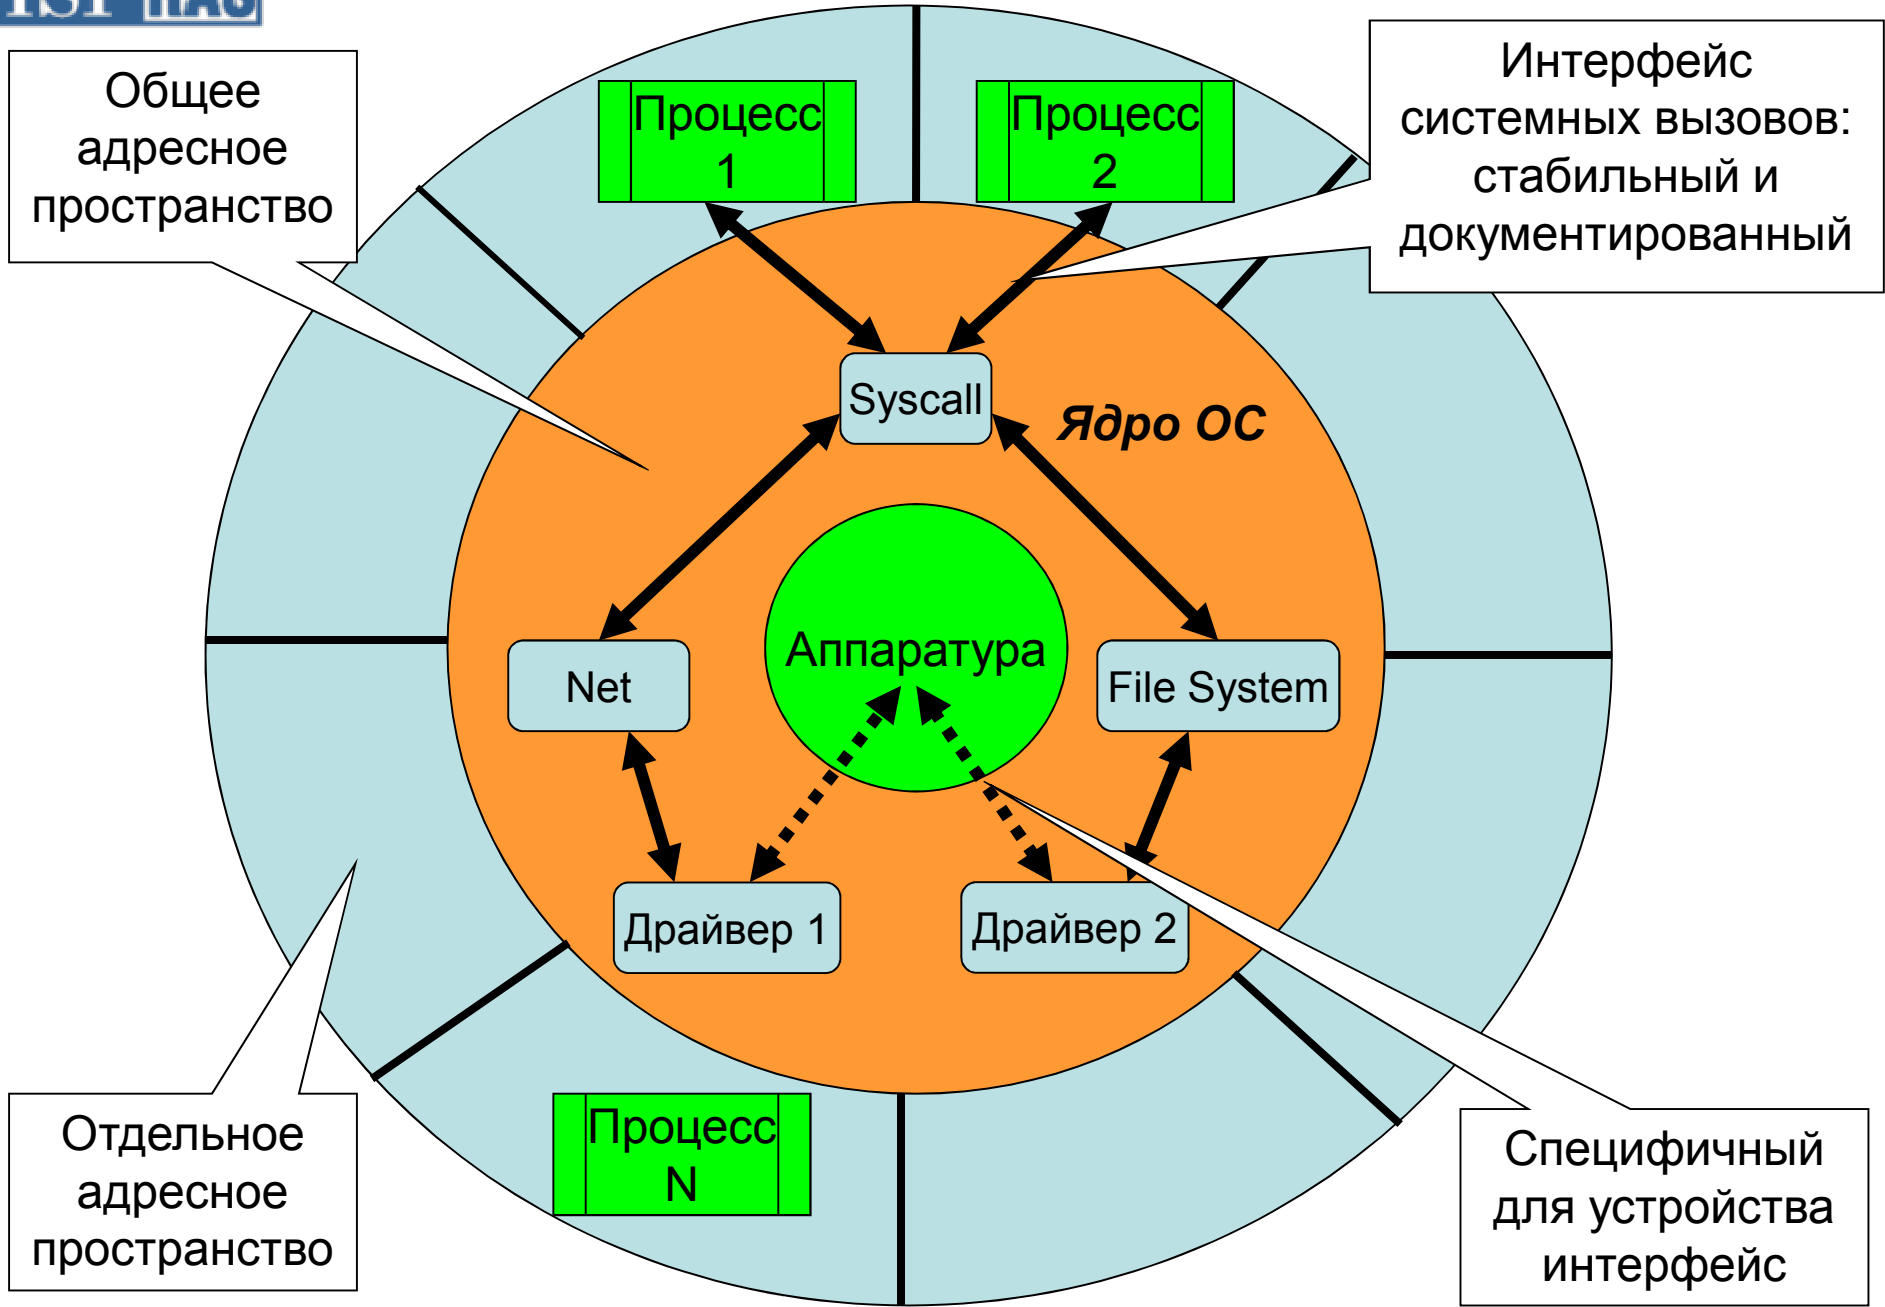 Общее
адресное
пространство
Процесс
1
Процесс
2
Интерфейс
системных вызовов:
стабильный и
документированный
Syscall
Ядро ОС
Аппаратура
Net
File System
Драйвер 1
Драйвер 2
Отдельное
адресное
пространство
Процесс
N
Специфичный
для устройства
интерфейс